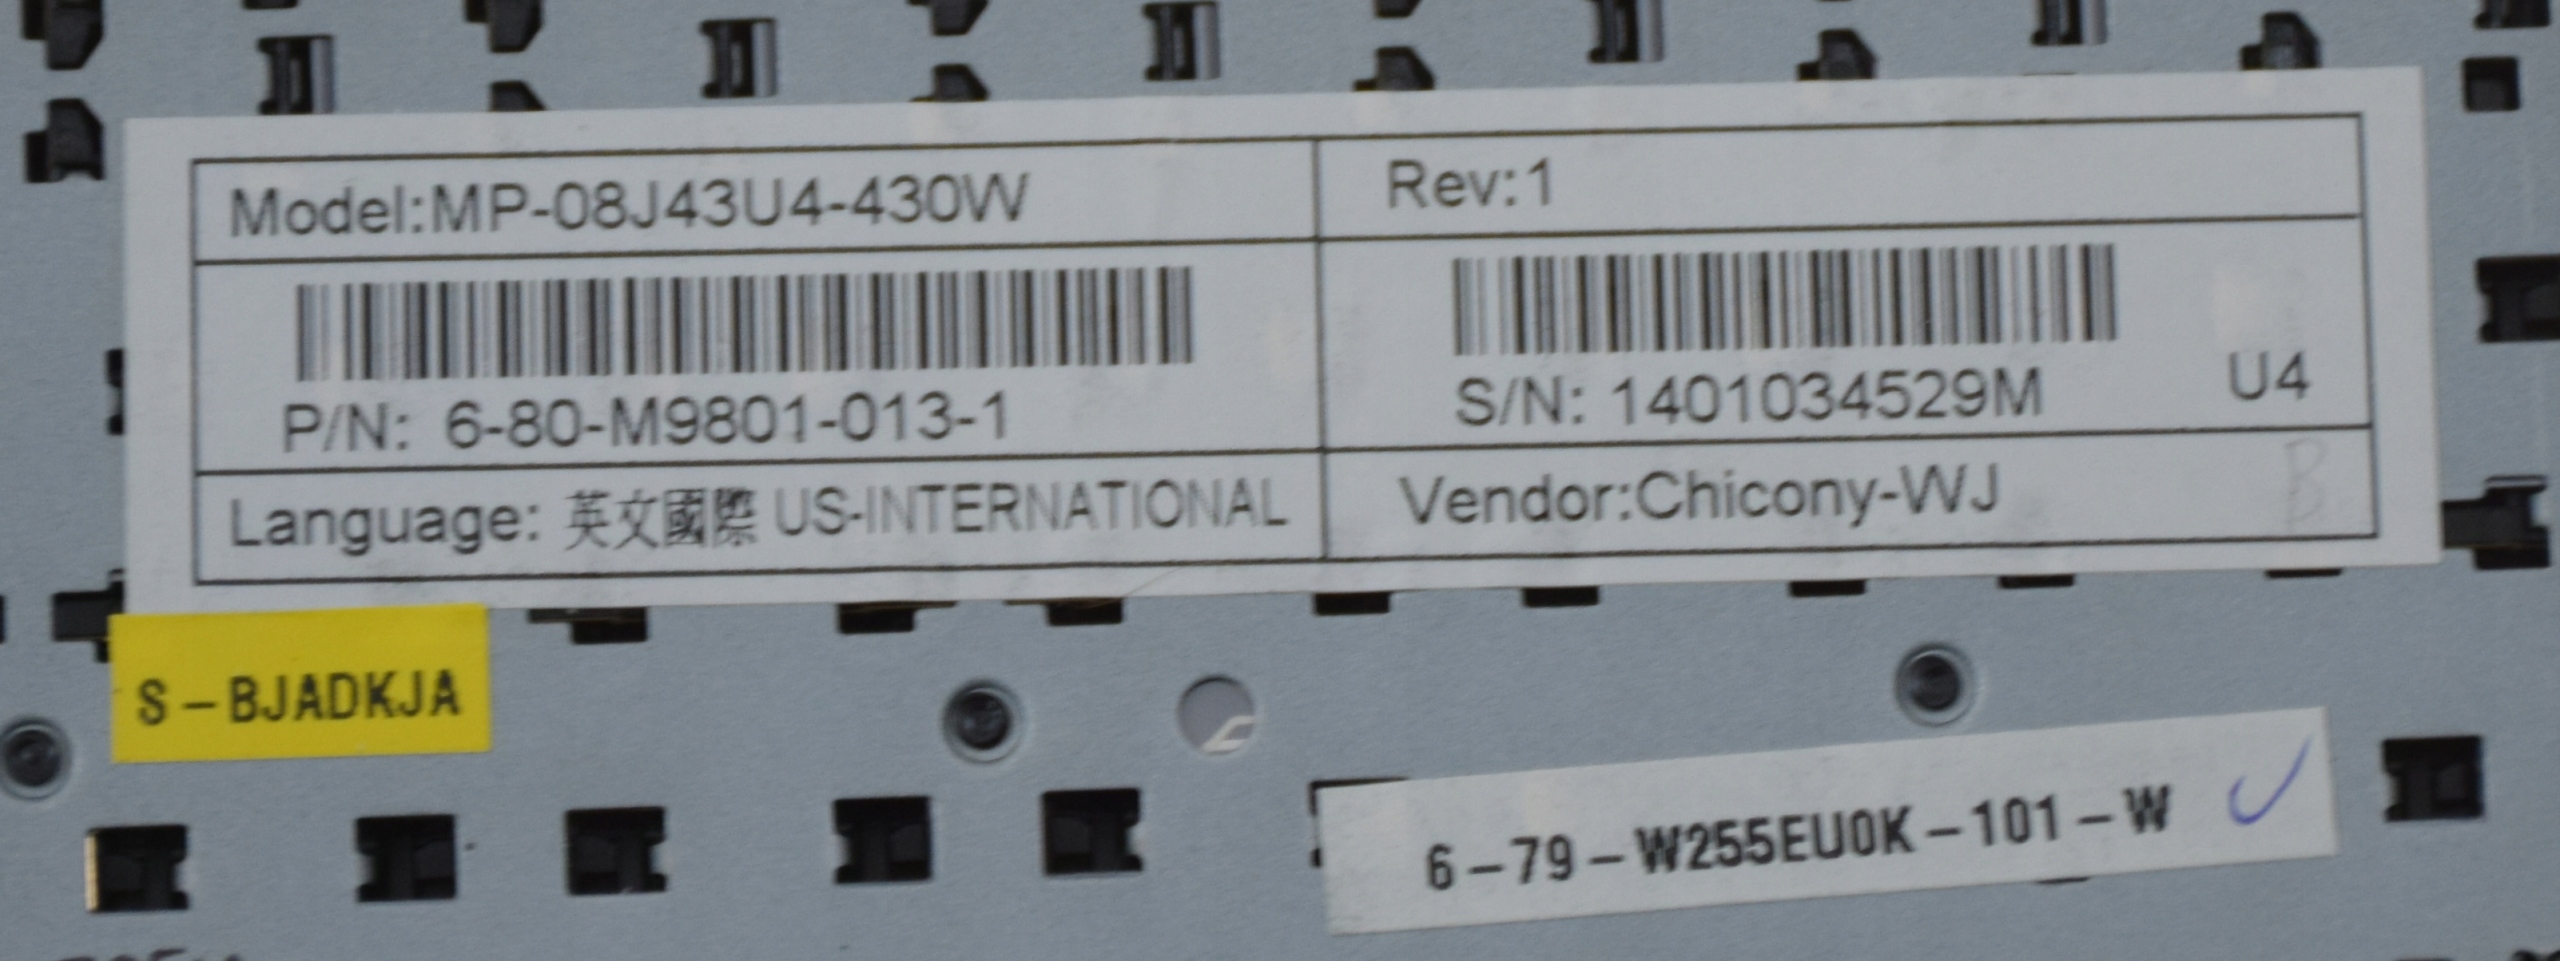 Model:MP-08J43U4-430W
Rev:1
P/N: 6-80-M9801-013-1
S/N: 1401034529M
U4
Language: 英文國際 US-INTERNATIONAL
Vendor:Chicony-WJ
B
S-BJADKJA
6-79-W255EU0K-101-W